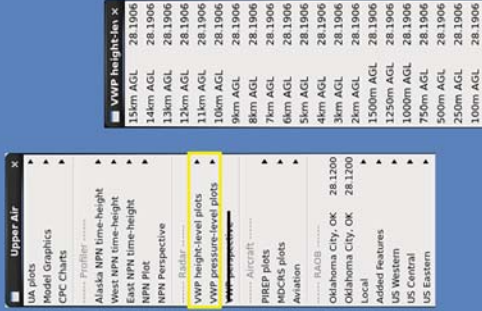 Upper Air
UA plots
Model Graphics
CPC Charts
------ Profiler ------
Alaska NPN time-height
West NPN time-height
East NPN time-height
NPN Plot
NPN Perspective
------ Radar ------
VWP height-level plots
VWP pressure-level plots
VWP perspective
------ Aircraft ------
PIREP plots
MDCRS plots
Aviation
------ RAOB ------
Oklahoma City, OK 28.1200
Oklahoma City, OK 28.1200
Local
Added Features
US Western
US Central
US Eastern
VWP height-lev
15km AGL 28.1906
14km AGL 28.1906
13km AGL 28.1906
12km AGL 28.1906
11km AGL 28.1906
10km AGL 28.1906
9km AGL 28.1906
8km AGL 28.1906
7km AGL 28.1906
6km AGL 28.1906
5km AGL 28.1906
4km AGL 28.1906
3km AGL 28.1906
2km AGL 28.1906
1500m AGL 28.1906
1250m AGL 28.1906
1000m AGL 28.1906
750m AGL 28.1906
500m AGL 28.1906
250m AGL 28.1906
100m AGL 28.1906